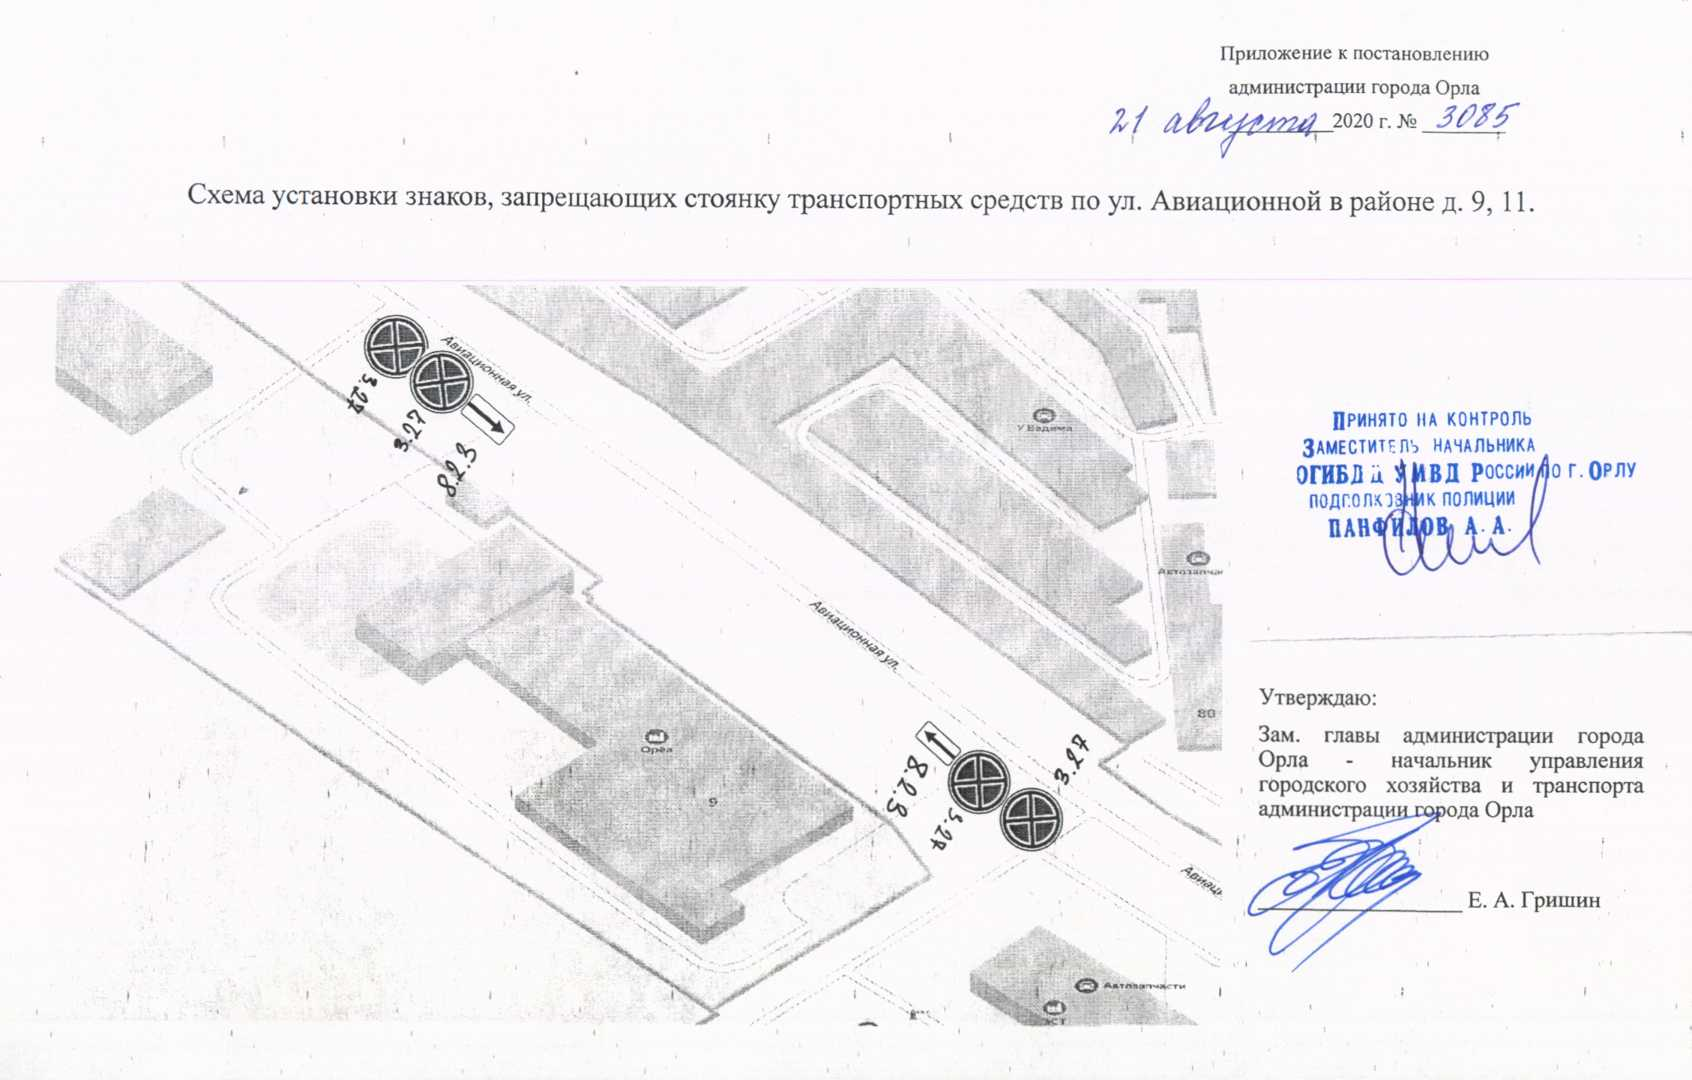 Приложение к постановлению
администрации города Орла
21 августа 2020 г. № 3085
Схема установки знаков, запрещающих стоянку транспортных средств по ул. Авиационной в районе д. 9, 11.
Авиационная ул.
3.27
3.27
8.2.3
У Вадима
Автозапчас
80
Авиационная ул.
Орёл
9
8.2.3
3.27
3.27
Авиац
Автозапчасти
Принято на контроль
Заместитель начальника
ОГИБДД УМВД России по г. Орлу
подполковник полиции
ПАНФИЛОВ А. А.
Утверждаю:
Зам. главы администрации города
Орла - начальник управления
городского хозяйства и транспорта
администрации города Орла
Е. А. Гришин